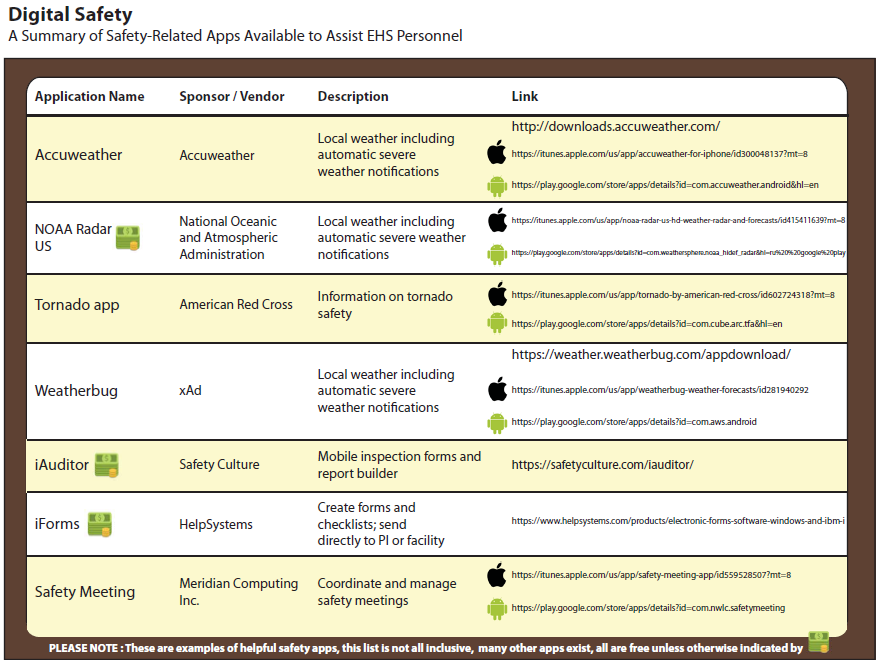 Digital Safety
A Summary of Safety-Related Apps Available to Assist EHS Personnel
Application Name Sponsor / Vendor Description Link
Accuweather
Accuweather
Local weather including
automatic severe
weather notifications
http://downloads.accuweather.com/
https://itunes.apple.com/us/app/accuweather-for-iphone/id300048137?mt=8
https://play.google.com/store/apps/details?id=com.accuweather.android&hl=en
NOAA Radar
US
National Oceanic
and Atmospheric
Administration
Local weather including
automatic severe weather
notifications
https://itunes.apple.com/us/app/noaa-radar-us-hd-weather-radar-and-forecasts/id415411639?mt=8
https://play.google.com/store/apps/details?id=com.weathersphere.noaa_hidef_radar&hl=ru%20%20google%20play
Tornado app
American Red Cross
Information on tornado
safety
https://itunes.apple.com/us/app/tornado-by-american-red-cross/id602724318?mt=8
https://play.google.com/store/apps/details?id=com.cube.arc.tfa&hl=en
Weatherbug
xAd
Local weather including
automatic severe
weather notifications
https://weather.weatherbug.com/appdownload/
https://itunes.apple.com/us/app/weatherbug-weather-forecasts/id281940292
https://play.google.com/store/apps/details?id=com.aws.android
iAuditor
Safety Culture
Mobile inspection forms and
report builder
https://safetyculture.com/iauditor/
iForms
HelpSystems
Create forms and
checklists; send
directly to PI or facility
https://www.helpsystems.com/products/electronic-forms-software-windows-and-ibm-i
Safety Meeting
Meridian Computing
Inc.
Coordinate and manage
safety meetings
https://itunes.apple.com/us/app/safety-meeting-app/id559528507?mt=8
https://play.google.com/store/apps/details?id=com.nwlc.safetymeeting
PLEASE NOTE : These are examples of helpful safety apps, this list is not all inclusive, many other apps exist, all are free unless otherwise indicated by